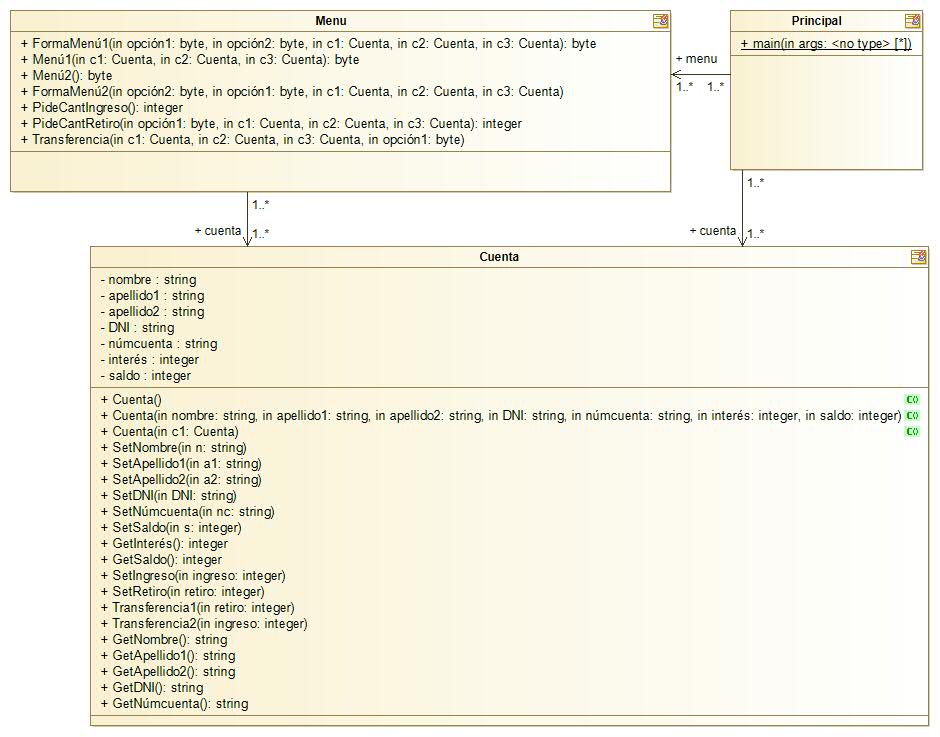 Menu
+ FormaMenú1(in opción1: byte, in opción2: byte, in c1: Cuenta, in c2: Cuenta, in c3: Cuenta): byte
+ Menú1(in c1: Cuenta, in c2: Cuenta, in c3: Cuenta): byte
+ Menú2(): byte
+ FormaMenú2(in opción2: byte, in opción1: byte, in c1: Cuenta, in c2: Cuenta, in c3: Cuenta)
+ PideCantIngreso(): integer
+ PideCantRetiro(in opción1: byte, in c1: Cuenta, in c2: Cuenta, in c3: Cuenta): integer
+ Transferencia(in c1: Cuenta, in c2: Cuenta, in c3: Cuenta, in opción1: byte)
Principal
+ main(in args: <no type> [*])
+ menu
1..* 1..*
1..*
+ cuenta 1..*
1..*
+ cuenta 1..*
Cuenta
- nombre : string
- apellido1 : string
- apellido2 : string
- DNI : string
- númcuenta : string
- interés : integer
- saldo : integer
+ Cuenta() C()
+ Cuenta(in nombre: string, in apellido1: string, in apellido2: string, in DNI: string, in númcuenta: string, in interés: integer, in saldo: integer) C()
+ Cuenta(in c1: Cuenta) C()
+ SetNombre(in n: string)
+ SetApellido1(in a1: string)
+ SetApellido2(in a2: string)
+ SetDNI(in DNI: string)
+ SetNúmcuenta(in nc: string)
+ SetSaldo(in s: integer)
+ GetInterés(): integer
+ GetSaldo(): integer
+ SetIngreso(in ingreso: integer)
+ SetRetiro(in retiro: integer)
+ Transferencia1(in retiro: integer)
+ Transferencia2(in ingreso: integer)
+ GetNombre(): string
+ GetApellido1(): string
+ GetApellido2(): string
+ GetDNI(): string
+ GetNúmcuenta(): string